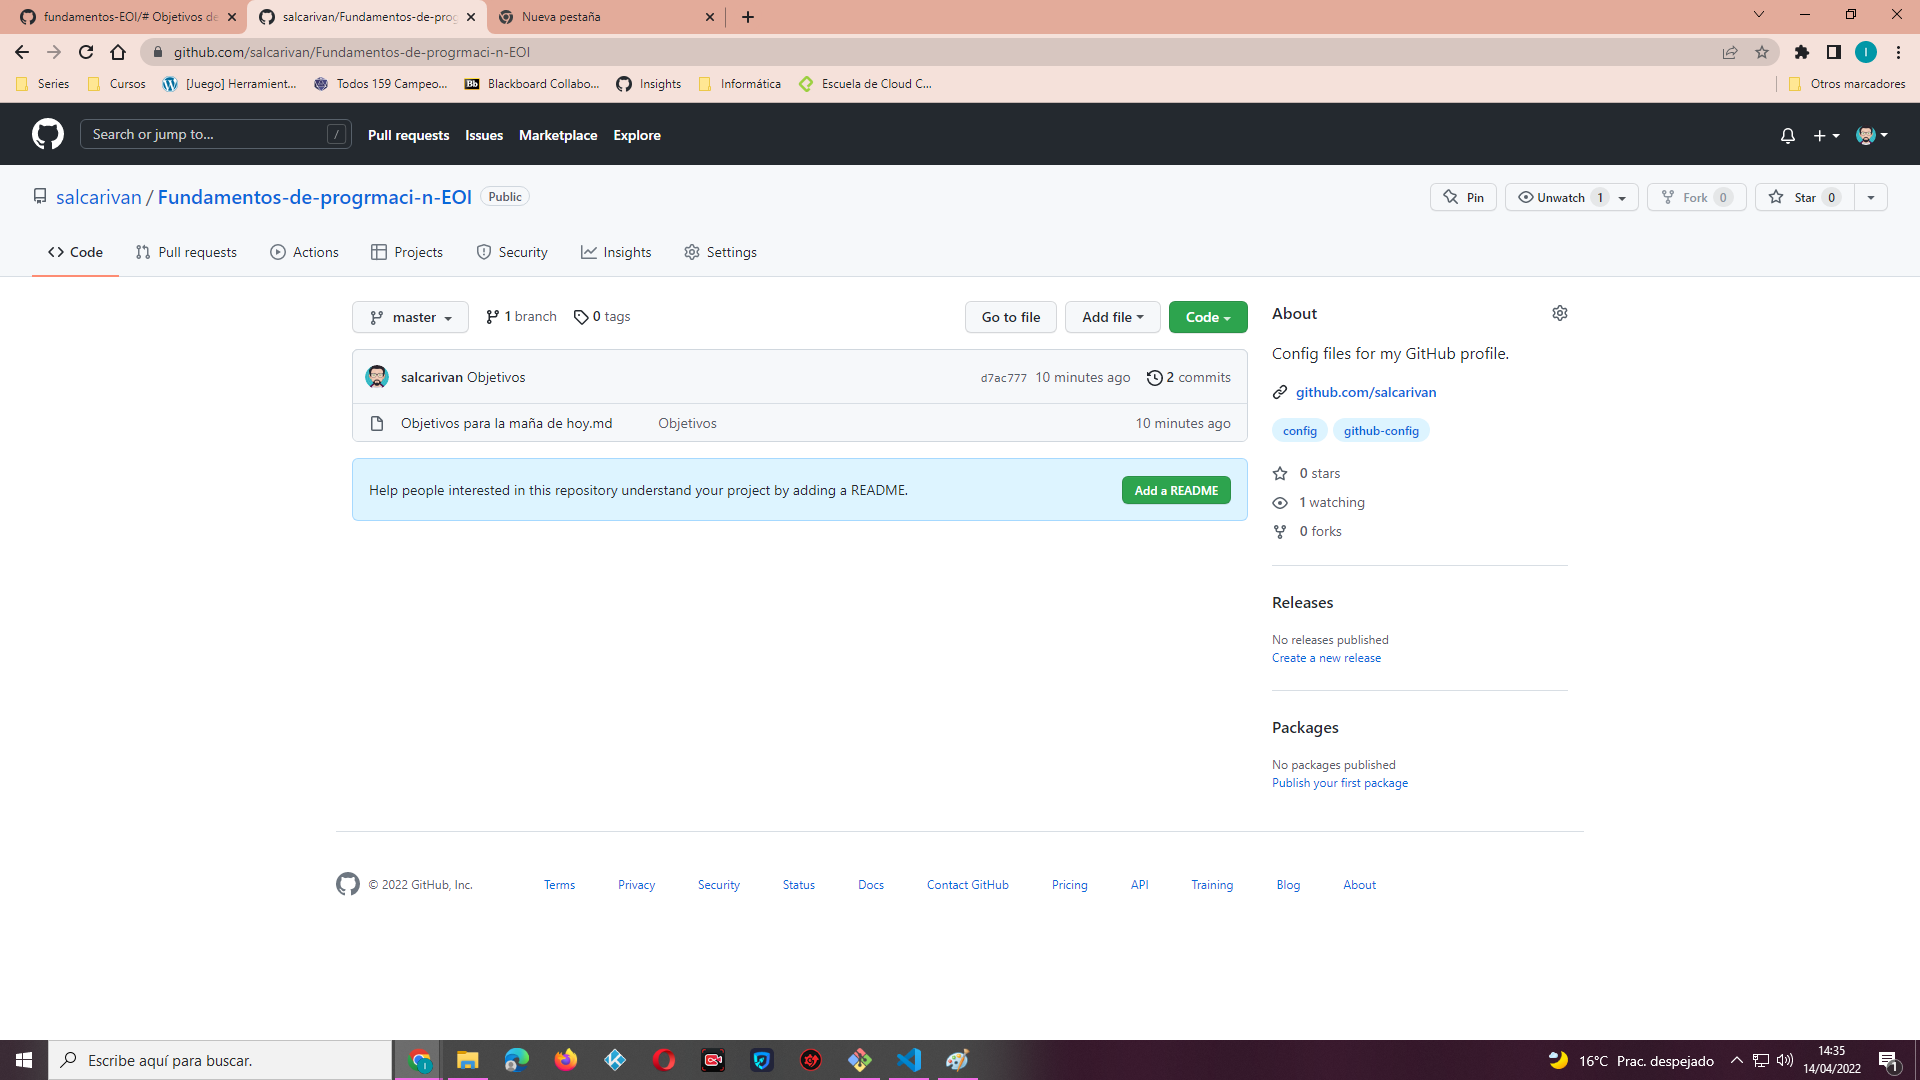 fundamentos-EOI/# Objetivos de
salcarivan/Fundamentos-de-prog
Nueva pestaña
github.com/salcarivan/Fundamentos-de-progrmaci-n-EOI
Series
Cursos
[Juego] Herramient...
Todos 159 Campeo...
Bb
Blackboard Collabo...
Insights
Informática
Escuela de Cloud C...
Otros marcadores
I
Search or jump to...
/
Pull requests
Issues
Marketplace
Explore
salcarivan / Fundamentos-de-progrmaci-n-EOI
Public
Pin
Unwatch 1
Fork 0
Star 0
Code
Pull requests
Actions
Projects
Security
Insights
Settings
master
1 branch
0 tags
Go to file
Add file
Code
salcarivan Objetivos
d7ac777 10 minutes ago
2 commits
Objetivos para la maña de hoy.md
Objetivos
10 minutes ago
Help people interested in this repository understand your project by adding a README.
Add a README
About
Config files for my GitHub profile.
github.com/salcarivan
config
github-config
0 stars
1 watching
0 forks
Releases
No releases published
Create a new release
Packages
No packages published
Publish your first package
© 2022 GitHub, Inc.
Terms
Privacy
Security
Status
Docs
Contact GitHub
Pricing
API
Training
Blog
About
Escribe aquí para buscar.
I
16°C Prac. despejado
14:35
14/04/2022
1